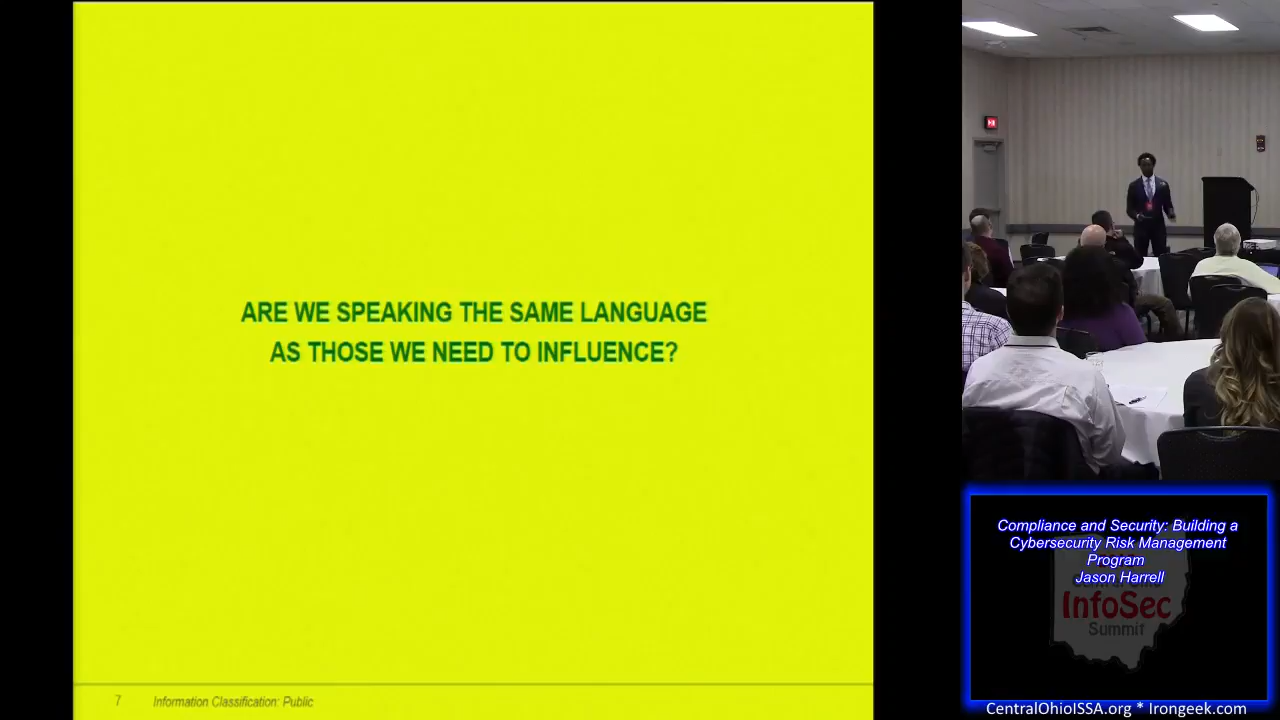 ARE WE SPEAKING THE SAME LANGUAGE
AS THOSE WE NEED TO INFLUENCE?
7 Information Classification: Public
Compliance and Security: Building a
Cybersecurity Risk Management
Program
Jason Harrell
InfoSec
Summit
CentralOhioISSA.org * Irongeek.com